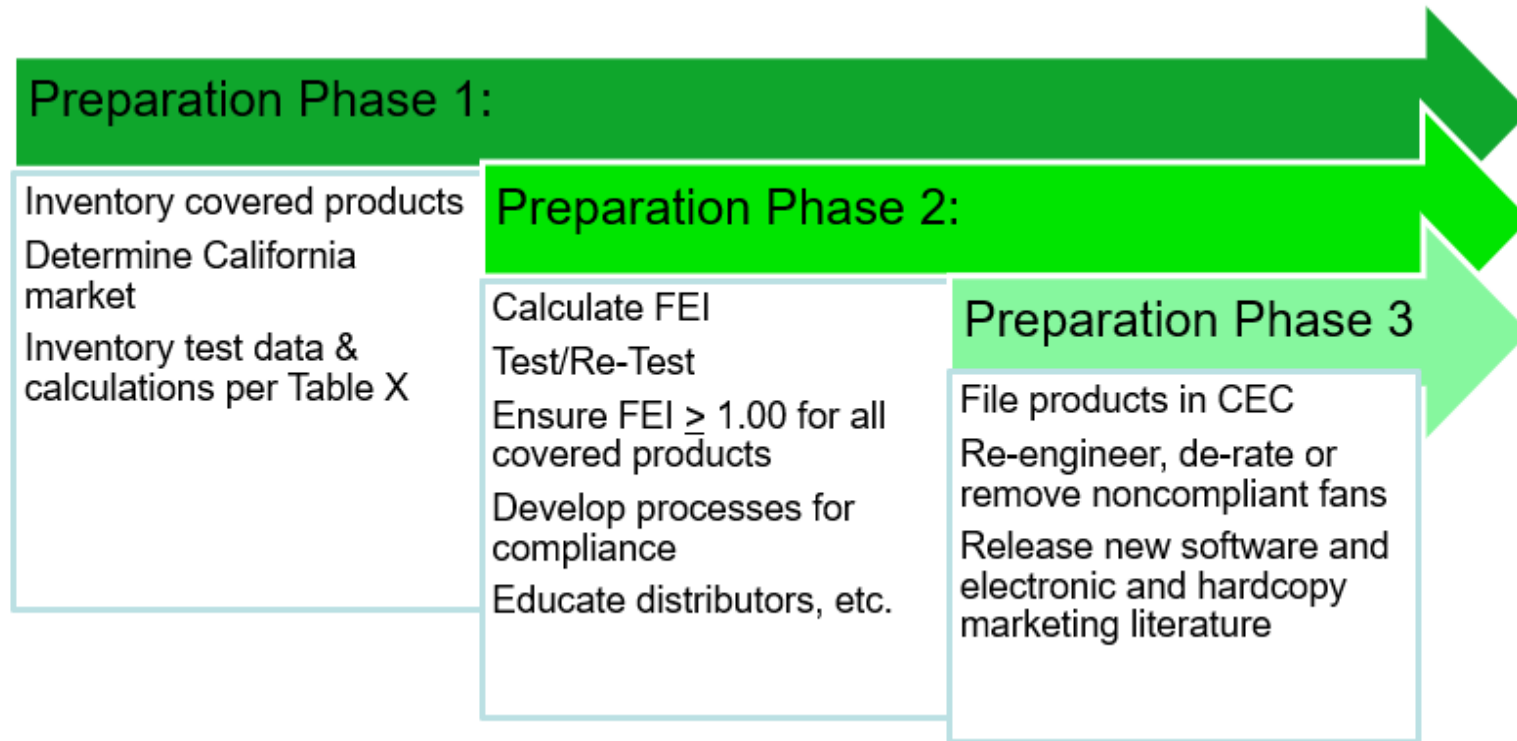 Preparation Phase 1:
Inventory covered products
Determine California
market
Inventory test data &
calculations per Table X
Preparation Phase 2:
Calculate FEI
Test/Re-Test
Ensure FEI ≥ 1.00 for all
covered products
Develop processes for
compliance
Educate distributors, etc.
Preparation Phase 3
File products in CEC
Re-engineer, de-rate or
remove noncompliant fans
Release new software and
electronic and hardcopy
marketing literature